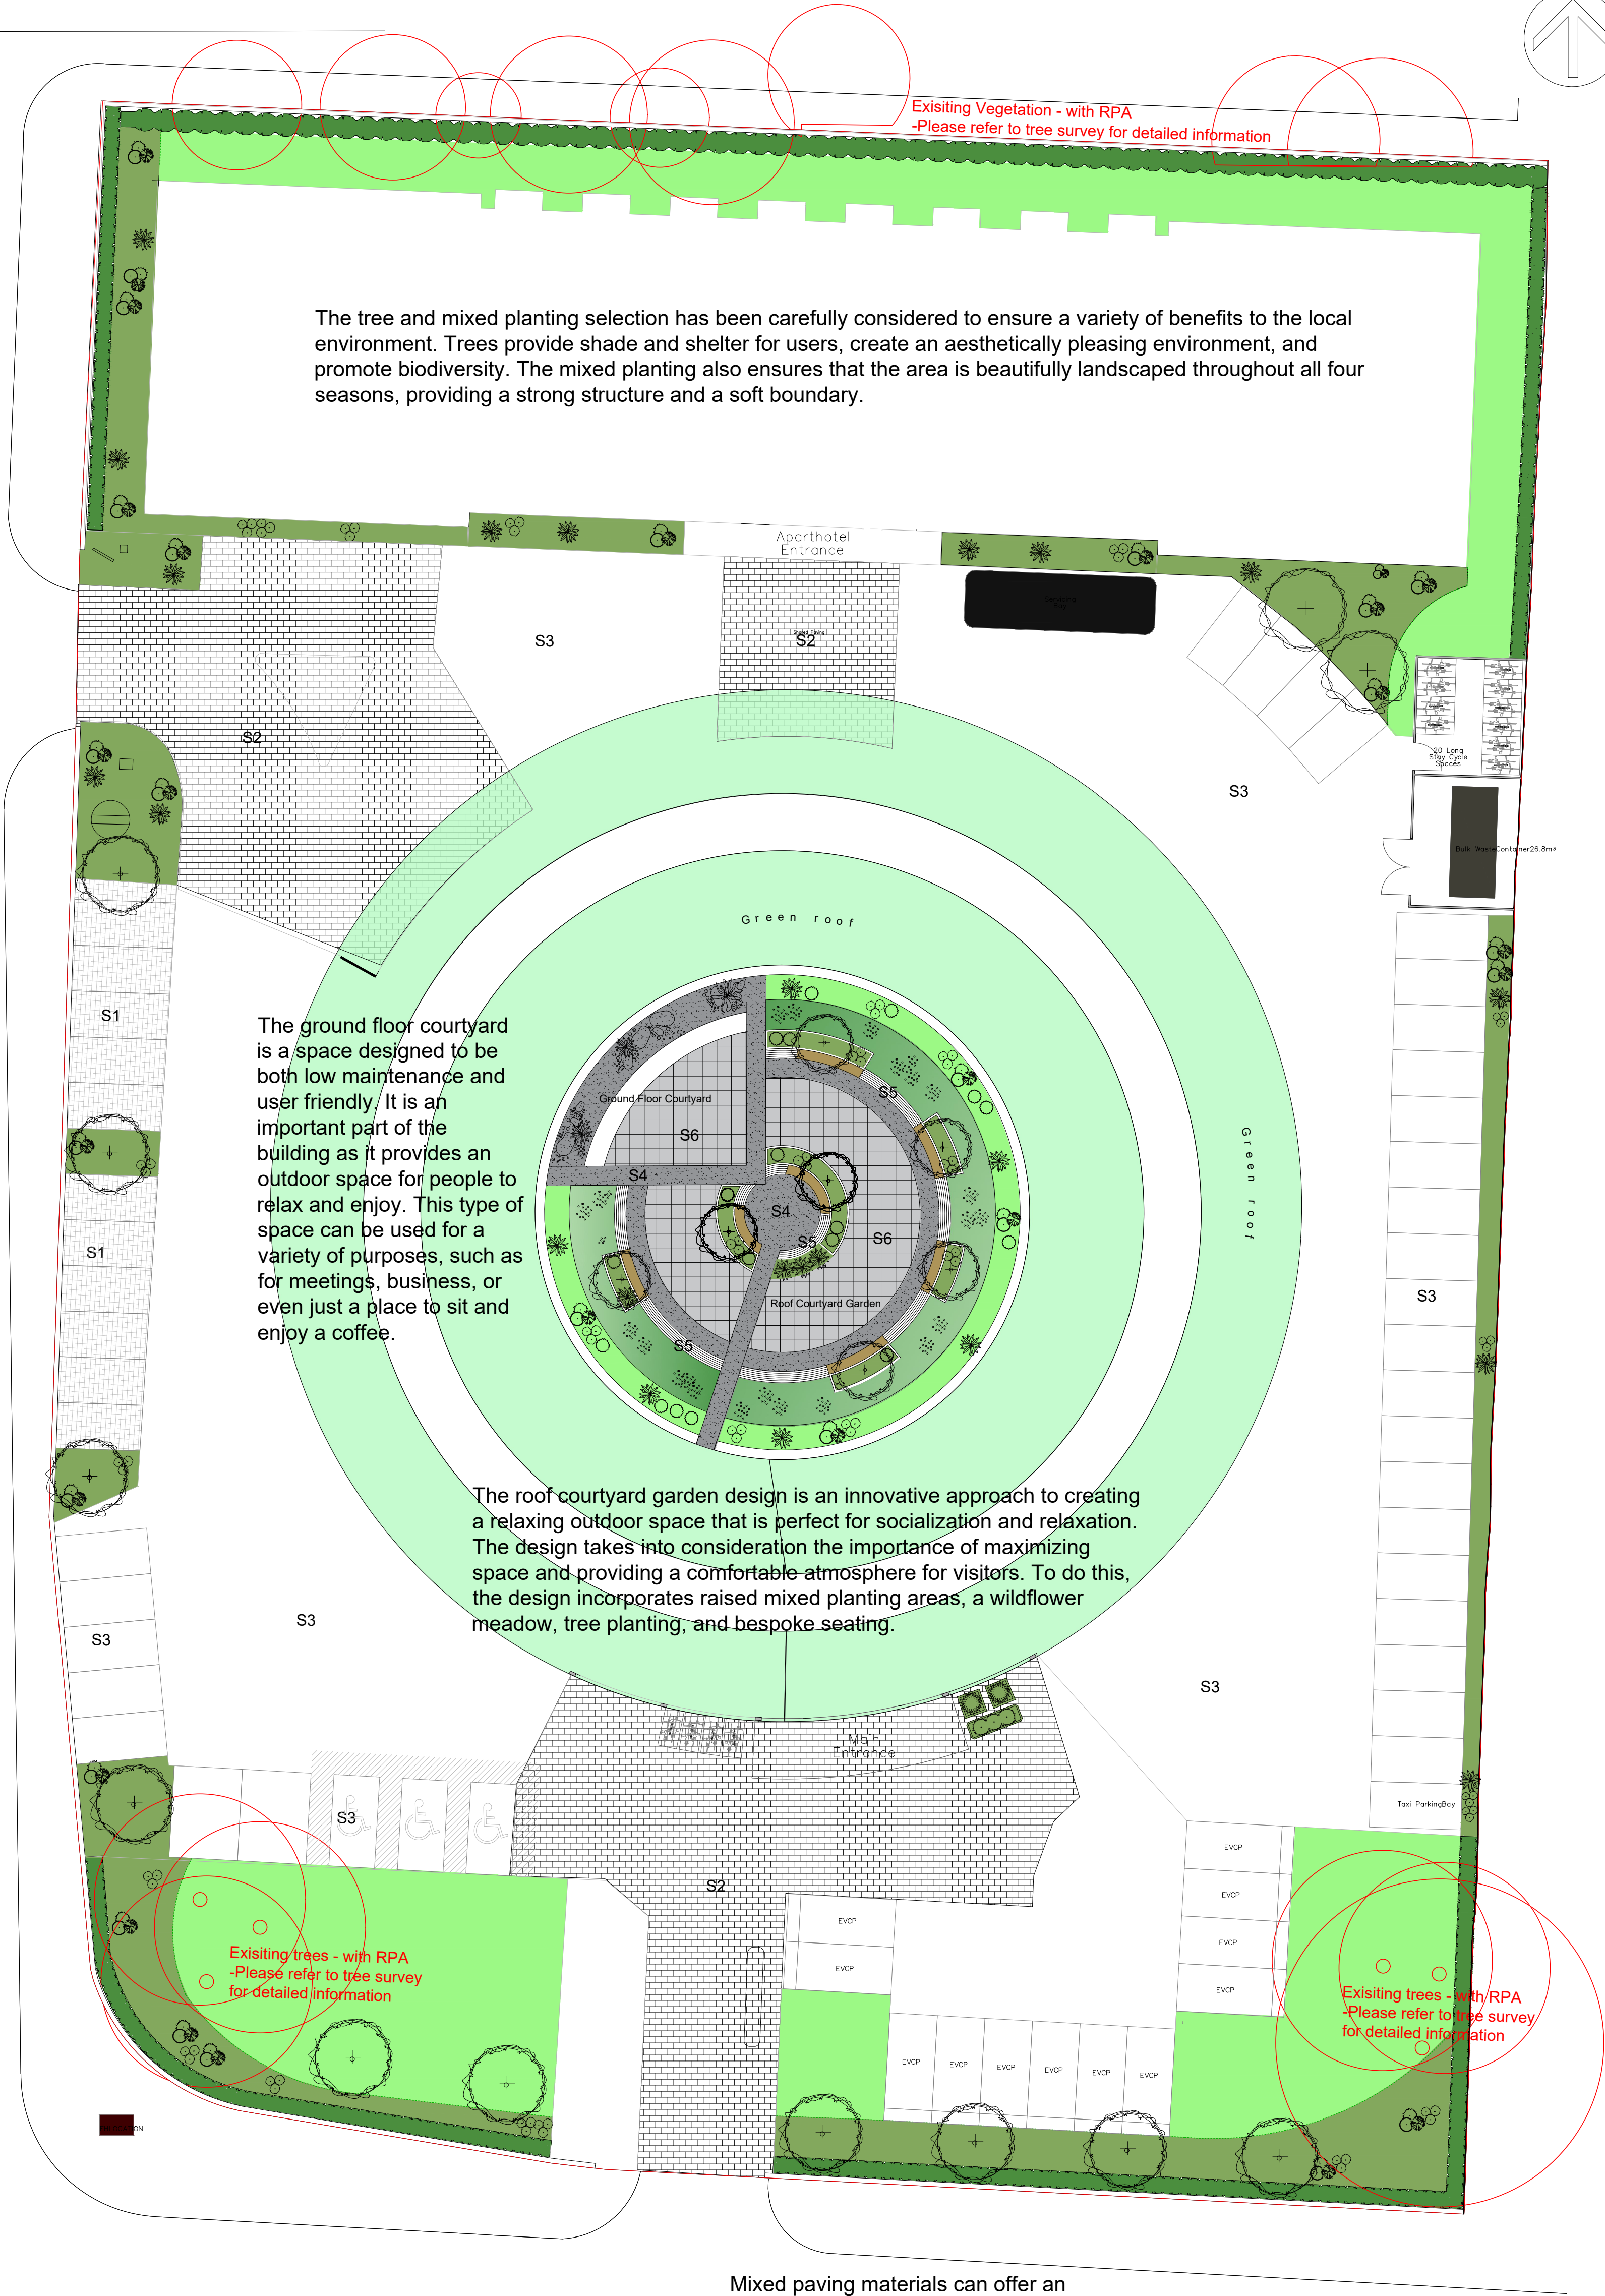 Exisiting Vegetation - with RPA
-Please refer to tree survey for detailed information
The tree and mixed planting selection has been carefully considered to ensure a variety of benefits to the local
environment. Trees provide shade and shelter for users, create an aesthetically pleasing environment, and
promote biodiversity. The mixed planting also ensures that the area is beautifully landscaped throughout all four
seasons, providing a strong structure and a soft boundary.
Aparthotel
Entrance
S3
S2
S2
S3
20 Long
Stay Cycle
Spaces
Bulk WasteContainer26.8m³
Green roof
S1
The ground floor courtyard
is a space designed to be
both low maintenance and
user friendly. It is an
important part of the
building as it provides an
outdoor space for people to
relax and enjoy. This type of
space can be used for a
variety of purposes, such as
for meetings, business, or
even just a place to sit and
enjoy a coffee.
Ground Floor Courtyard
S6
S5
S4
S4
S5
S6
Roof Courtyard Garden
S5
Green roof
S1
S3
The roof courtyard garden design is an innovative approach to creating
a relaxing outdoor space that is perfect for socialization and relaxation.
The design takes into consideration the importance of maximizing
space and providing a comfortable atmosphere for visitors. To do this,
the design incorporates raised mixed planting areas, a wildflower
meadow, tree planting, and bespoke seating.
S3
S3
S3
Main
Entrance
S3
Taxi ParkingBay
EVCP
EVCP
EVCP
EVCP
S2
EVCP
EVCP
Exisiting trees - with RPA
-Please refer to tree survey
for detailed information
Exisiting trees - with RPA
-Please refer to tree survey
for detailed information
EVCP
EVCP
EVCP
EVCP
EVCP
EVCP
Mixed paving materials can offer an